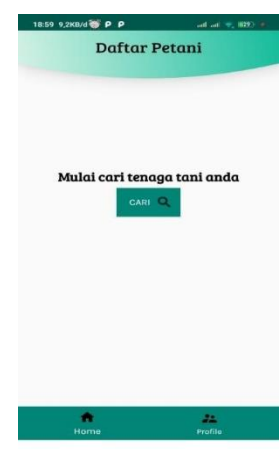 18:59 9,2KB/d
Daftar Petani
Mulai cari tenaga tani anda
CARI
Home Profile